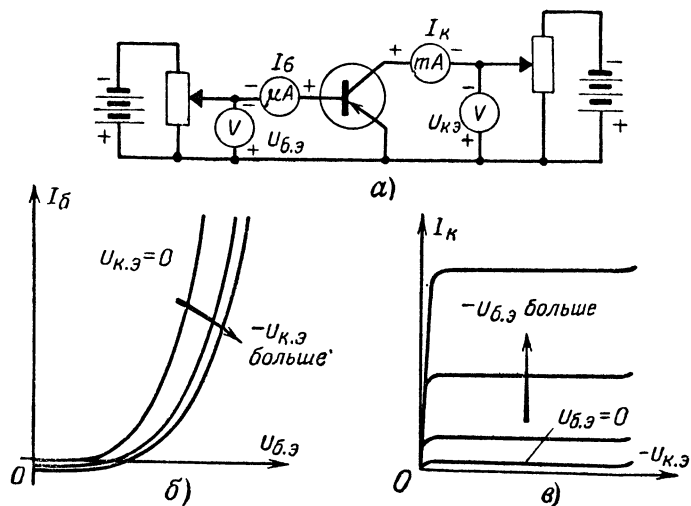 Iк
+ mA −
Iб
− μA +
− + V Uб.э
− V + Uкэ
− +
− +
а)
Iб
Uк.э=0
−Uк.э
больше
0
Uб.э
б)
Iк
−Uб.э больше
Uб.э=0
−Uк.э
0
в)